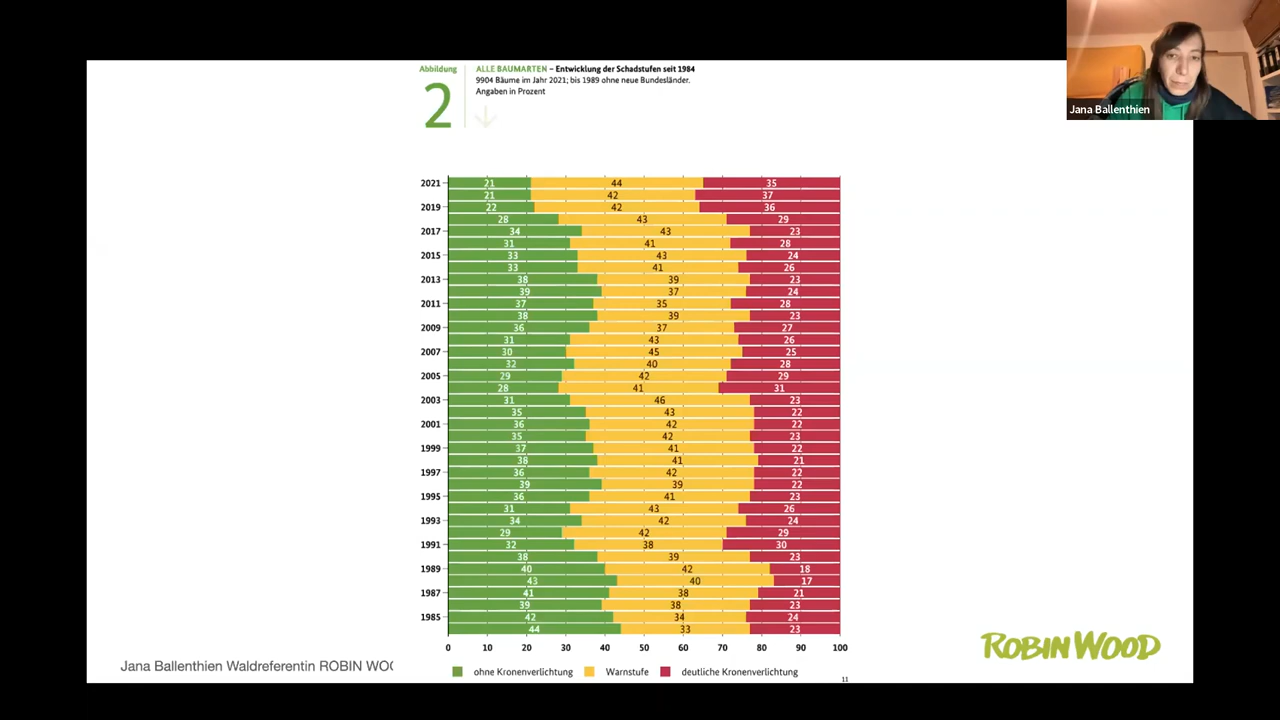 Abbildung
2
ALLE BAUMARTEN – Entwicklung der Schadstufen seit 1984
9904 Bäume im Jahr 2021; bis 1989 ohne neue Bundesländer.
Angaben in Prozent
Jana Ballenthien
2021 21 44 35
21 42 37
2019 22 42 36
28 43 29
2017 34 43 23
31 41 28
2015 33 43 24
33 41 26
2013 38 39 23
39 37 24
2011 37 35 28
38 39 23
2009 36 37 27
31 43 26
2007 30 45 25
32 40 28
2005 29 42 29
28 41 31
2003 31 46 23
35 43 22
2001 36 42 22
35 42 23
1999 37 41 22
38 41 21
1997 36 42 22
39 39 22
1995 36 41 23
31 43 26
1993 34 42 24
29 42 29
1991 32 38 30
38 39 23
1989 40 42 18
43 40 17
1987 41 38 21
39 38 23
1985 42 34 24
44 33 23
0 10 20 30 40 50 60 70 80 90 100
ohne Kronenverlichtung Warnstufe deutliche Kronenverlichtung
Jana Ballenthien Waldreferentin ROBIN WOO
11
ROBIN WOOD